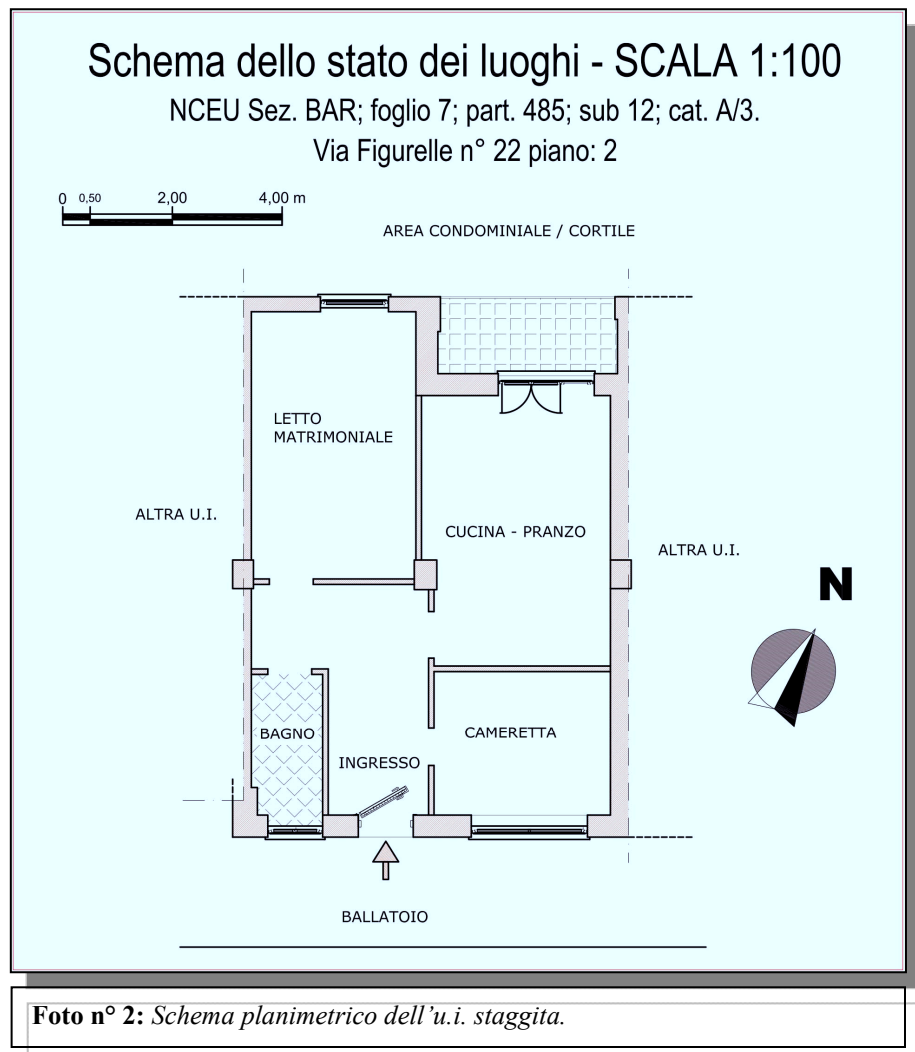 Schema dello stato dei luoghi - SCALA 1:100
NCEU Sez. BAR; foglio 7; part. 485; sub 12; cat. A/3.
Via Figurelle n° 22 piano: 2
0 0,50 2,00 4,00 m
AREA CONDOMINIALE / CORTILE
LETTO
MATRIMONIALE
ALTRA U.I.
CUCINA - PRANZO
ALTRA U.I.
N
BAGNO
CAMERETTA
INGRESSO
BALLATOIO
Foto n° 2: Schema planimetrico dell'u.i. staggita.